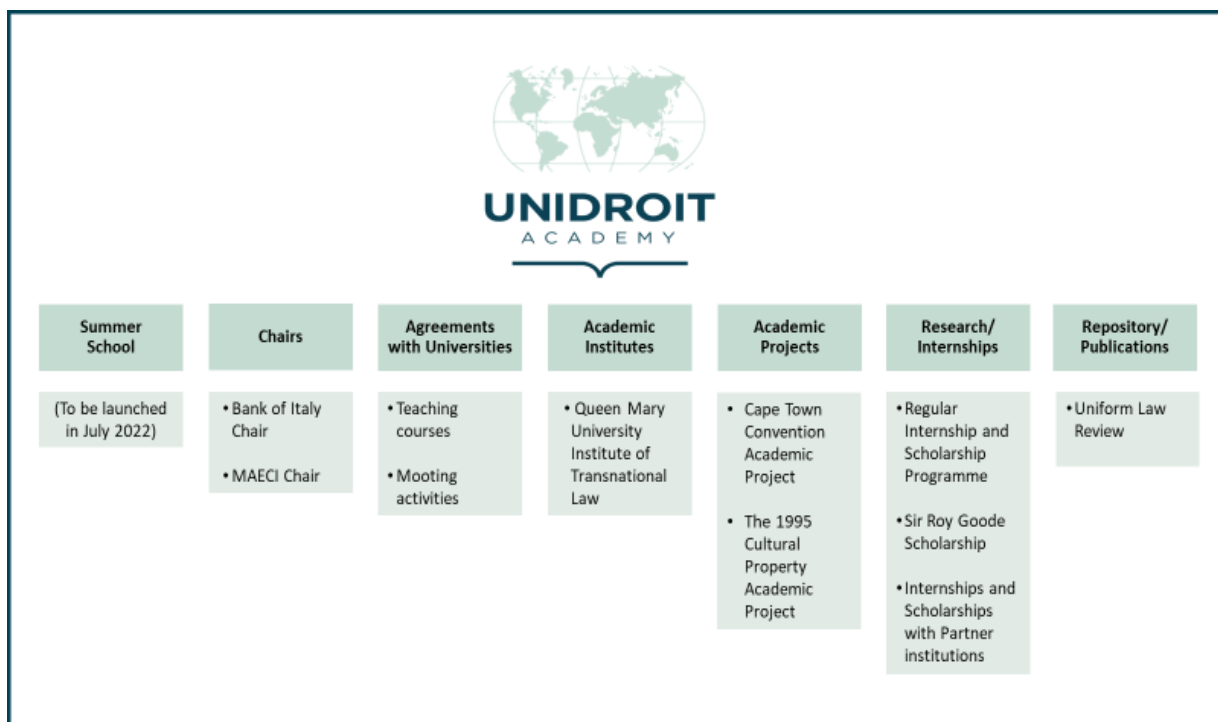 UNIDROIT
ACADEMY
Summer
School
(To be launched
in July 2022)
Chairs
• Bank of Italy
Chair
• MAECI Chair
Agreements
with Universities
• Teaching
courses
• Mooting
activities
Academic
Institutes
• Queen Mary
University
Institute of
Transnational
Law
Academic
Projects
• Cape Town
Convention
Academic
Project
• The 1995
Cultural
Property
Academic
Project
Research/
Internships
• Regular
Internship and
Scholarship
Programme
• Sir Roy Goode
Scholarship
• Internships and
Scholarships
with Partner
institutions
Repository/
Publications
• Uniform Law
Review